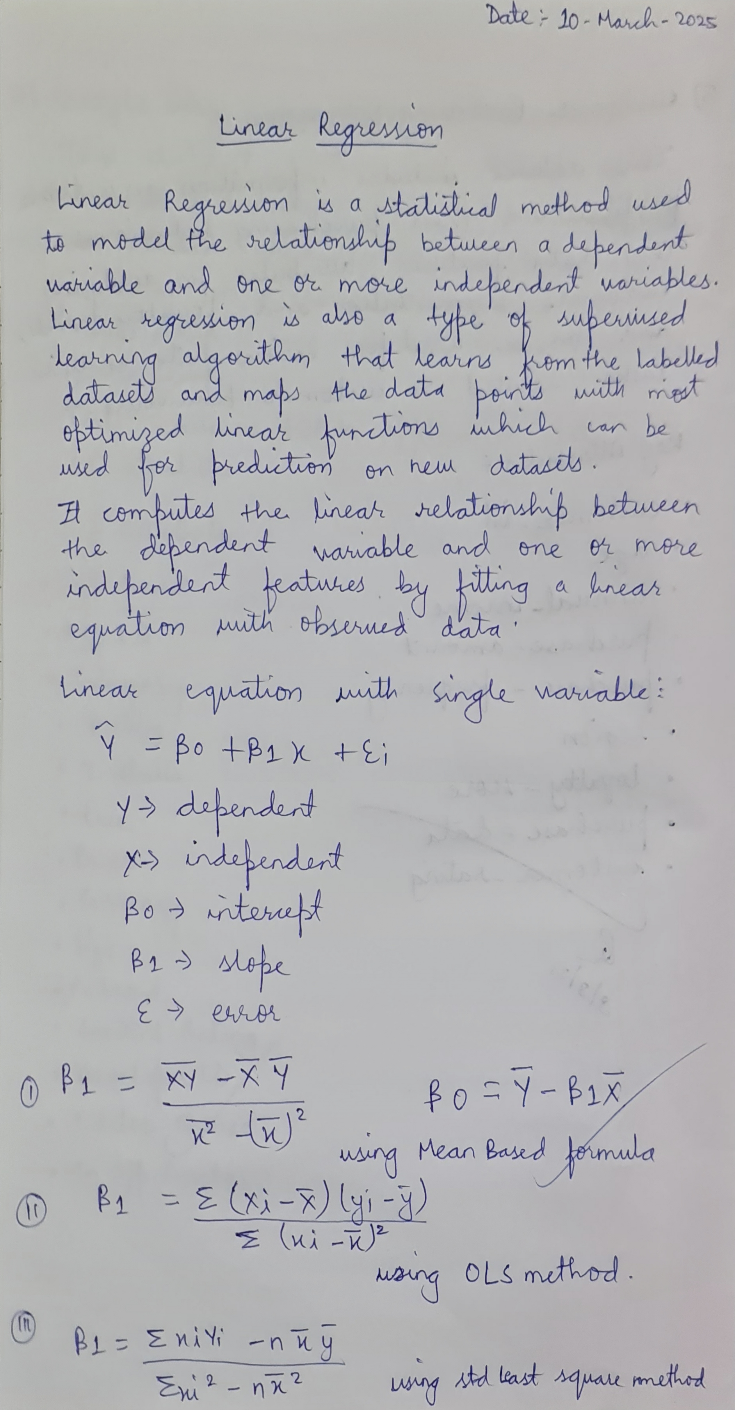 Date :- 10-March-2025
Linear Regression
Linear Regression is a statistical method used
to model the relationship between a dependent
variable and one or more independent variables.
Linear regression is also a type of supervised
learning algorithm that learns from the labelled
datasets and maps the data points with most
optimized linear functions which can be
used for prediction on new datasets.
It computes the linear relationship between
the dependent variable and one or more
independent features by fitting a linear
equation with observed data.
Linear equation with single variable:
Ŷ = β0 + β1 x + εi
Y → dependent
X → independent
β0 → intercept
β1 → slope
ε → error
(i) β1 = (X̅Y̅ - X̅ Y̅) / (x̅²̅ - (x̅)²) β0 = Y̅ - β1X̅
using Mean Based formula
(ii) β1 = Σ (xi - x̅) (yi - y̅) / Σ (xi - x̅)²
using OLS method.
(iii) β1 = Σ xi Yi - n x̅ y̅ / Σxi² - n x̅² using std least square method